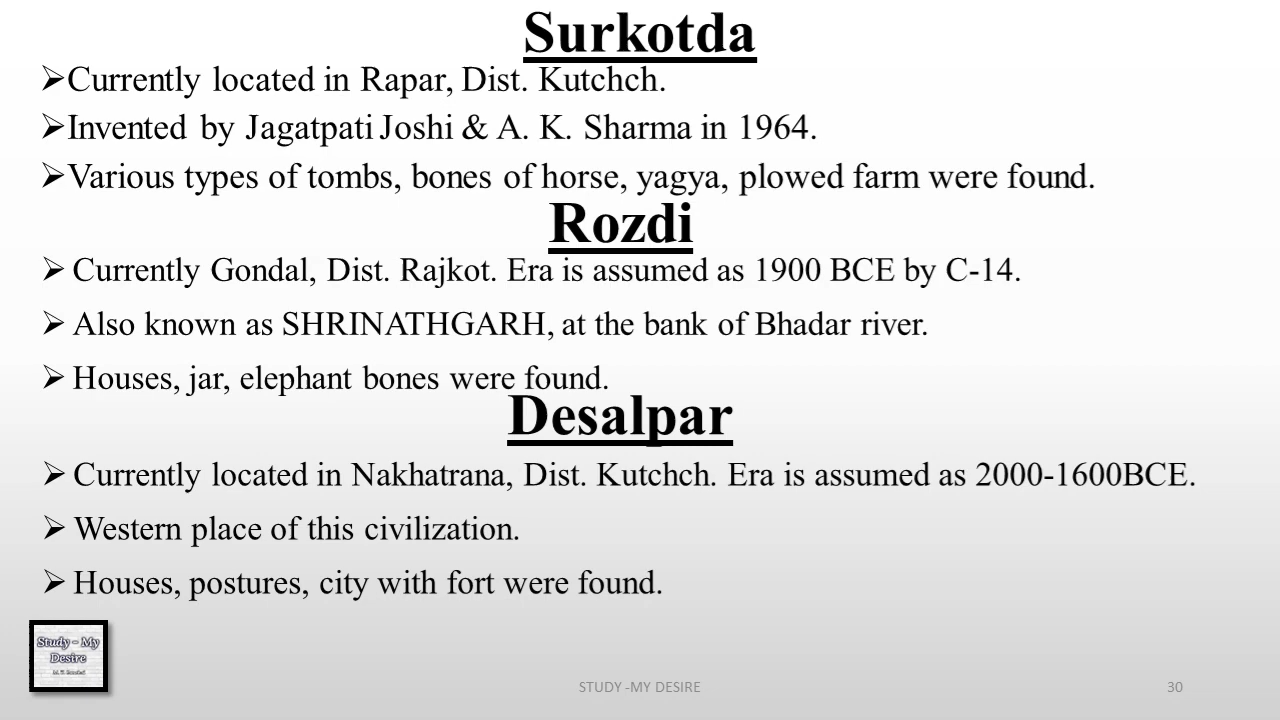 Surkotda
➢Currently located in Rapar, Dist. Kutchch.
➢Invented by Jagatpati Joshi & A. K. Sharma in 1964.
➢Various types of tombs, bones of horse, yagya, plowed farm were found.
Rozdi
➢ Currently Gondal, Dist. Rajkot. Era is assumed as 1900 BCE by C-14.
➢ Also known as SHRINATHGARH, at the bank of Bhadar river.
➢ Houses, jar, elephant bones were found.
Desalpar
➢ Currently located in Nakhatrana, Dist. Kutchch. Era is assumed as 2000-1600BCE.
➢ Western place of this civilization.
➢ Houses, postures, city with fort were found.
Study - My
Desire
STUDY -MY DESIRE
30